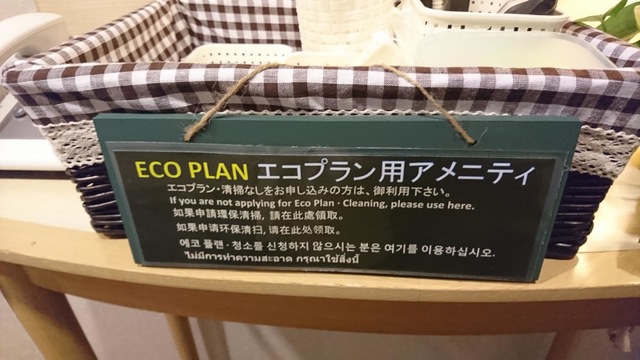 ECO PLAN エコプラン用アメニティ
エコプラン・清掃なしをお申し込みの方は、御利用下さい。
If you are not applying for Eco Plan · Cleaning, please use here.
如果申請環保清掃, 請在此處領取。
如果申请环保清扫, 请在此处领取。
에코 플랜 · 청소를 신청하지 않으시는 분은 여기를 이용하십시오.
ไม่มีการทำความสะอาด กรุณาใช้สิ่งนี้